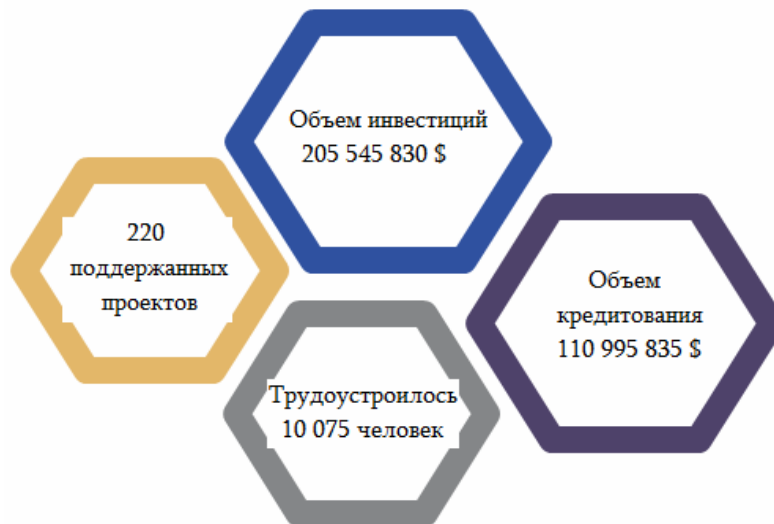 Объем инвестиций
205 545 830 $
220
поддержанных
проектов
Объем
кредитования
110 995 835 $
Трудоустроилось
10 075 человек